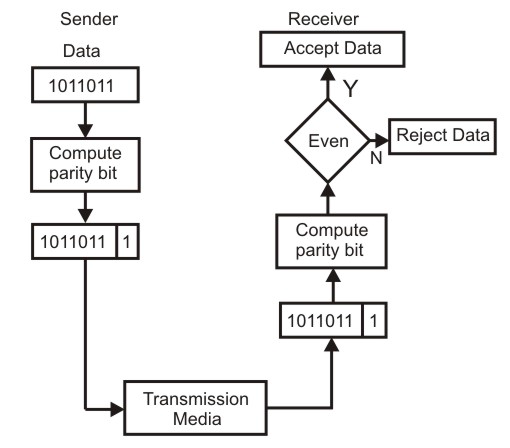 Sender
Data
1011011
Compute
parity bit
1011011 1
Transmission
Media
Receiver
Accept Data
Y
Even
N
Reject Data
Compute
parity bit
1011011 1